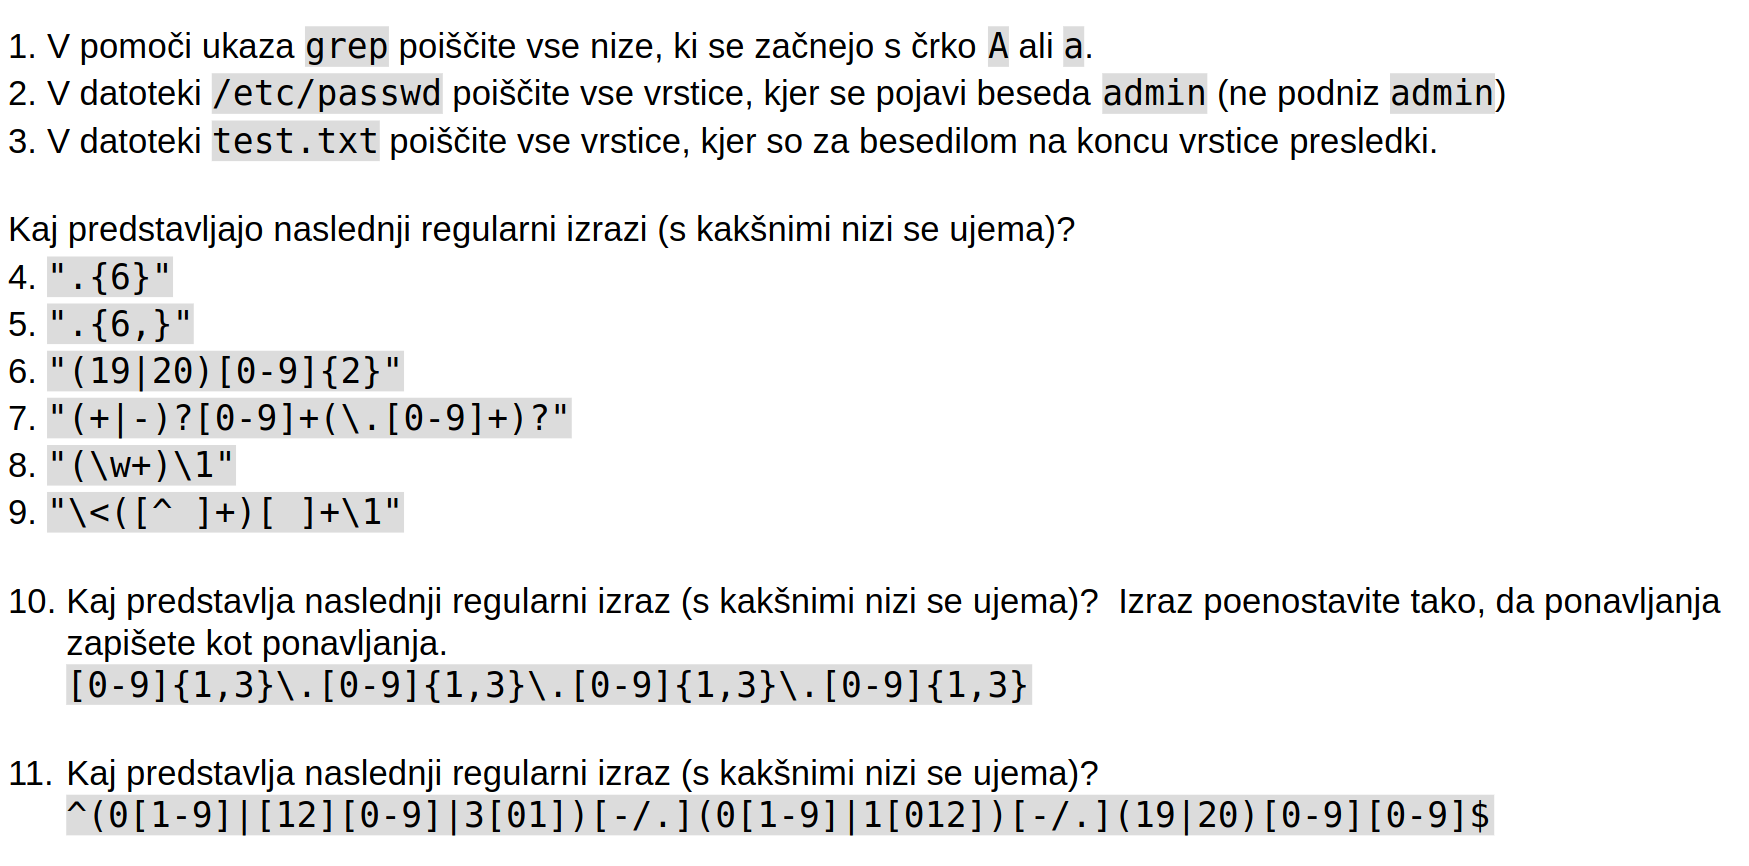 1. V pomoči ukaza grep poiščite vse nize, ki se začnejo s črko A ali a.
2. V datoteki /etc/passwd poiščite vse vrstice, kjer se pojavi beseda admin (ne podniz admin)
3. V datoteki test.txt poiščite vse vrstice, kjer so za besedilom na koncu vrstice presledki.
Kaj predstavljajo naslednji regularni izrazi (s kakšnimi nizi se ujema)?
4. ".{6}"
5. ".{6,}"
6. "(19|20)[0-9]{2}"
7. "(+|-)?[0-9]+(\.[0-9]+)?"
8. "(\w+)\1"
9. "\<([^ ]+)[ ]+\1"
10. Kaj predstavlja naslednji regularni izraz (s kakšnimi nizi se ujema)?  Izraz poenostavite tako, da ponavljanja
zapišete kot ponavljanja.
[0-9]{1,3}\.[0-9]{1,3}\.[0-9]{1,3}\.[0-9]{1,3}
11. Kaj predstavlja naslednji regularni izraz (s kakšnimi nizi se ujema)?
^(0[1-9]|[12][0-9]|3[01])[-/.](0[1-9]|1[012])[-/.](19|20)[0-9][0-9]$